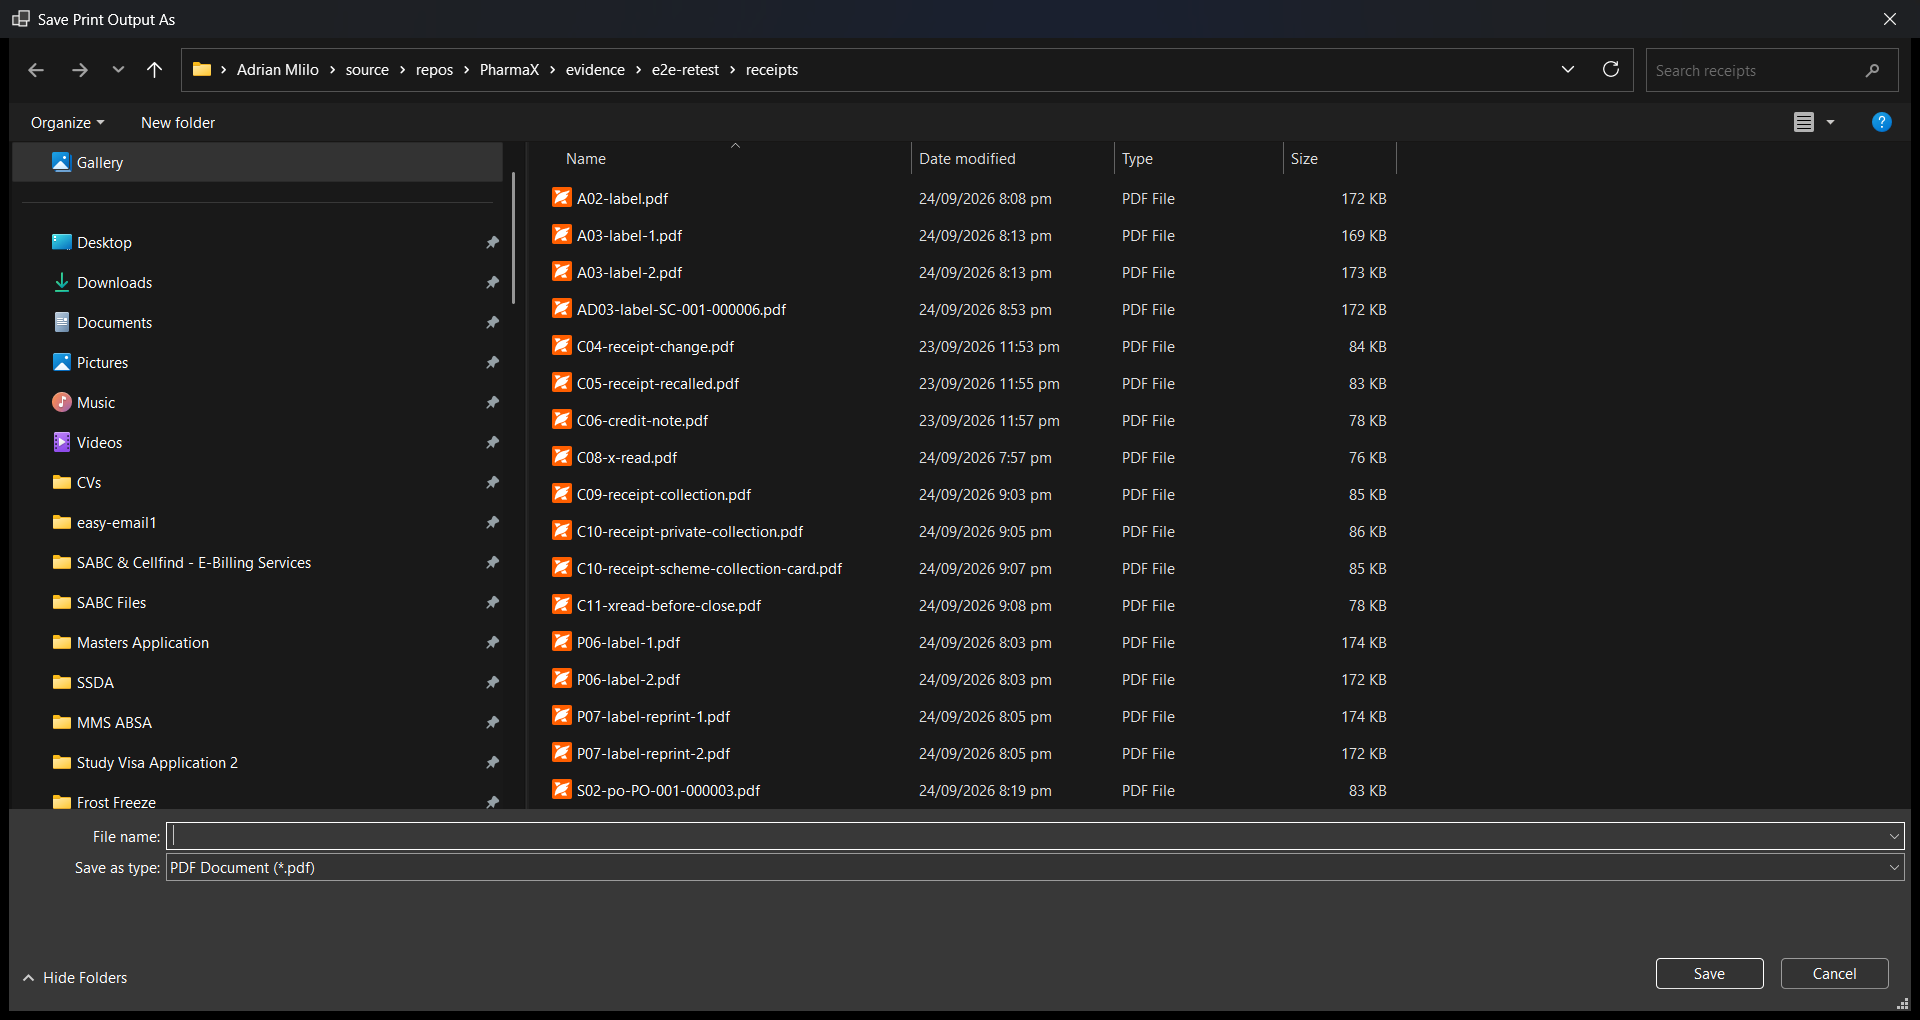 Save Print Output As
Adrian Mlilo > source > repos > PharmaX > evidence > e2e-retest > receipts
Search receipts
Organize
New folder
?
Gallery
Desktop
Downloads
Documents
Pictures
Music
Videos
CVs
easy-email1
SABC & Cellfind - E-Billing Services
SABC Files
Masters Application
SSDA
MMS ABSA
Study Visa Application 2
Frost Freeze
Name Date modified Type Size
A02-label.pdf 24/09/2026 8:08 pm PDF File 172 KB
A03-label-1.pdf 24/09/2026 8:13 pm PDF File 169 KB
A03-label-2.pdf 24/09/2026 8:13 pm PDF File 173 KB
AD03-label-SC-001-000006.pdf 24/09/2026 8:53 pm PDF File 172 KB
C04-receipt-change.pdf 23/09/2026 11:53 pm PDF File 84 KB
C05-receipt-recalled.pdf 23/09/2026 11:55 pm PDF File 83 KB
C06-credit-note.pdf 23/09/2026 11:57 pm PDF File 78 KB
C08-x-read.pdf 24/09/2026 7:57 pm PDF File 76 KB
C09-receipt-collection.pdf 24/09/2026 9:03 pm PDF File 85 KB
C10-receipt-private-collection.pdf 24/09/2026 9:05 pm PDF File 86 KB
C10-receipt-scheme-collection-card.pdf 24/09/2026 9:07 pm PDF File 85 KB
C11-xread-before-close.pdf 24/09/2026 9:08 pm PDF File 78 KB
P06-label-1.pdf 24/09/2026 8:03 pm PDF File 174 KB
P06-label-2.pdf 24/09/2026 8:03 pm PDF File 172 KB
P07-label-reprint-1.pdf 24/09/2026 8:05 pm PDF File 174 KB
P07-label-reprint-2.pdf 24/09/2026 8:05 pm PDF File 172 KB
S02-po-PO-001-000003.pdf 24/09/2026 8:19 pm PDF File 83 KB
File name:
Save as type: PDF Document (*.pdf)
Hide Folders
Save
Cancel